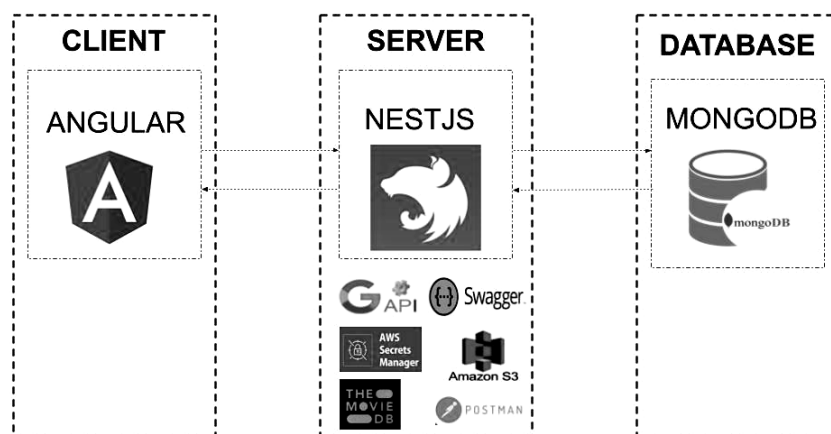 CLIENT
ANGULAR
A
SERVER
NESTJS
G API
{··} Swagger.
AWS
Secrets
Manager
Amazon S3
THE
MOVIE
DB
POSTMAN
DATABASE
MONGODB
mongoDB